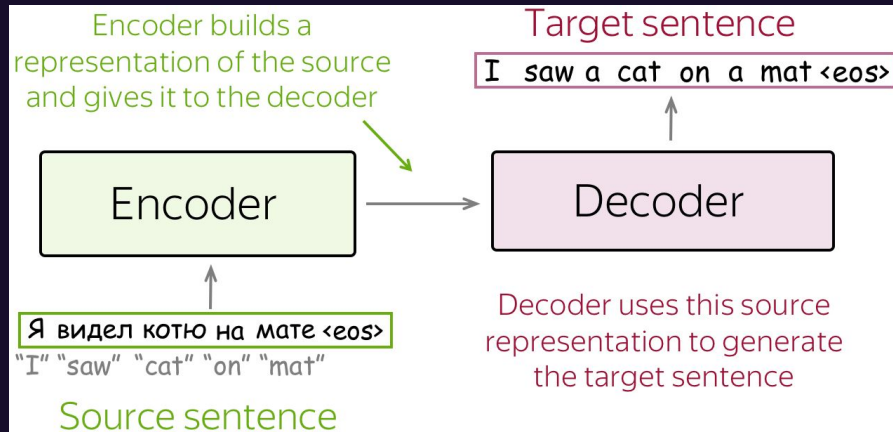 Encoder builds a
representation of the source
and gives it to the decoder
Target sentence
I saw a cat on a mat <eos>
Encoder
Decoder
Я видел котю на мате <eos>
"I" "saw" "cat" "on" "mat"
Source sentence
Decoder uses this source
representation to generate
the target sentence